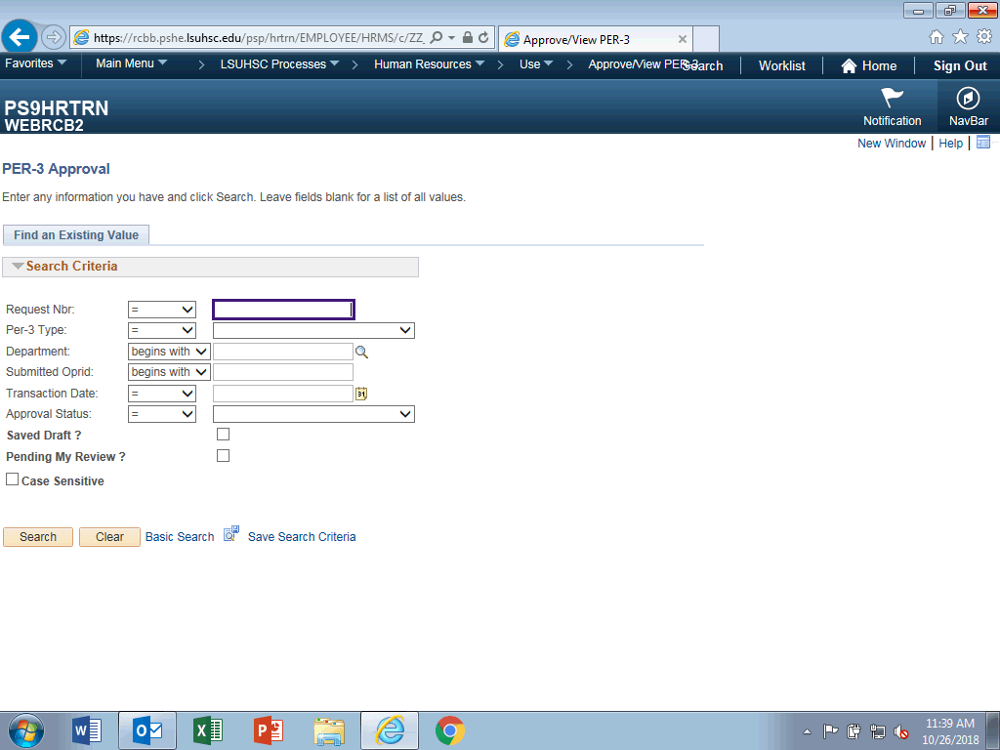 https://rcbb.pshe.lsuhsc.edu/psp/hrtrn/EMPLOYEE/HRMS/c/ZZ_
Approve/View PER-3
Favorites
Main Menu
LSUHSC Processes
Human Resources
Use
Approve/View PER-3
Search
Worklist
Home
Sign Out
PS9HRTRN
WEBRCB2
Notification
NavBar
New Window | Help |
PER-3 Approval
Enter any information you have and click Search. Leave fields blank for a list of all values.
Find an Existing Value
Search Criteria
Request Nbr: =
Per-3 Type: =
Department: begins with
Submitted Oprid: begins with
Transaction Date: = 31
Approval Status: =
Saved Draft ?
Pending My Review ?
Case Sensitive
Search Clear Basic Search Save Search Criteria
11:39 AM
10/26/2018